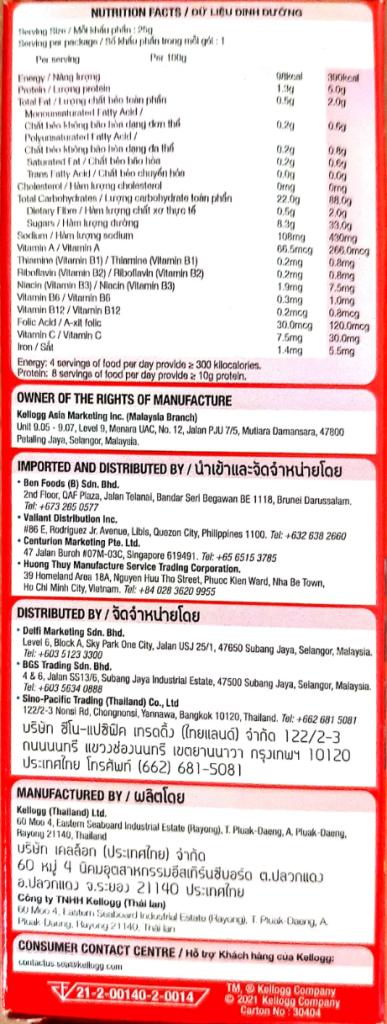 NUTRITION FACTS / DỮ LIỆU DINH DƯỠNG
Serving Size / Mỗi khẩu phần : 25g
Serving per package / Số khẩu phần trong mỗi gói : 1
Per serving Per 100g
Energy / Năng lượng 98kcal 390kcal
Protein / Lượng protein 1.3g 5.0g
Total Fat / Lượng chất béo toàn phần 0.5g 2.0g
Monounsaturated Fatty Acid /
Chất béo không bão hòa dạng đơn thể 0.2g 0.6g
Polyunsaturated Fatty Acid /
Chất béo không bão hòa dạng đa thể 0.2g 0.8g
Saturated Fat / Chất béo bão hòa 0.2g 0.6g
Trans Fatty Acid / Chất béo chuyển hóa 0.0g 0.0g
Cholesterol / Hàm lượng cholesterol 0mg 0mg
Total Carbohydrates / Lượng carbohydrate toàn phần 22.0g 88.0g
Dietary Fibre / Hàm lượng chất xơ thực tế 0.5g 2.0g
Sugars / Hàm lượng đường 8.3g 33.0g
Sodium / Hàm lượng sodium 108mg 430mg
Vitamin A / Vitamin A 66.5mcg 266.0mcg
Thiamine (Vitamin B1) / Thiamine (Vitamin B1) 0.2mg 0.8mg
Riboflavin (Vitamin B2) / Riboflavin (Vitamin B2) 0.2mg 0.8mg
Niacin (Vitamin B3) / Niacin (Vitamin B3) 1.9mg 7.5mg
Vitamin B6 / Vitamin B6 0.3mg 1.0mg
Vitamin B12 / Vitamin B12 0.2mcg 0.8mcg
Folic Acid / A-xít folic 30.0mcg 120.0mcg
Vitamin C / Vitamin C 7.5mg 30.0mg
Iron / Sắt 1.4mg 5.5mg
Energy: 4 servings of food per day provide ≥ 300 kilocalories.
Protein: 8 servings of food per day provide ≥ 10g protein.
OWNER OF THE RIGHTS OF MANUFACTURE
Kellogg Asia Marketing Inc. (Malaysia Branch)
Unit 9.05 - 9.07, Level 9, Menara UAC, No. 12, Jalan PJU 7/5, Mutiara Damansara, 47800
Petaling Jaya, Selangor, Malaysia.
IMPORTED AND DISTRIBUTED BY / นำเข้าและจัดจำหน่ายโดย
• Ben Foods (B) Sdn. Bhd.
2nd Floor, QAF Plaza, Jalan Telanai, Bandar Seri Begawan BE 1118, Brunei Darussalam.
Tel: +673 265 0577
• Valiant Distribution Inc.
#86 E. Rodriguez Jr. Avenue, Libis, Quezon City, Philippines 1100. Tel: +632 638 2660
• Centurion Marketing Pte. Ltd.
47 Jalan Buroh #07M-03C, Singapore 619491. Tel: +65 6515 3785
• Huong Thuy Manufacture Service Trading Corporation.
39 Homeland Area 18A, Nguyen Huu Tho Street, Phuoc Kien Ward, Nha Be Town,
Ho Chi Minh City, Vietnam. Tel: +84 028 3620 9955
DISTRIBUTED BY / จัดจำหน่ายโดย
• Delfi Marketing Sdn. Bhd.
Level 6, Block A, Sky Park One City, Jalan USJ 25/1, 47650 Subang Jaya, Selangor, Malaysia.
Tel: +603 5123 3300
• BGS Trading Sdn. Bhd.
4 & 6, Jalan SS13/6, Subang Jaya Industrial Estate, 47500 Subang Jaya, Selangor, Malaysia.
Tel: +603 5634 0888
• Sino-Pacific Trading (Thailand) Co., Ltd
122/2-3 Nonsi Rd, Chongnonsi, Yannawa, Bangkok 10120, Thailand. Tel: +662 681 5081
บริษัท ซีโน-แปซิฟิค เทรดดิ้ง (ไทยแลนด์) จำกัด 122/2-3
ถนนนนทรี แขวงช่องนนทรี เขตยานนาวา กรุงเทพฯ 10120
ประเทศไทย โทรศัพท์ (662) 681-5081
MANUFACTURED BY / ผลิตโดย
Kellogg (Thailand) Ltd.
60 Moo 4, Eastern Seaboard Industrial Estate (Rayong), T. Pluak-Daeng, A. Pluak-Daeng,
Rayong 21140, Thailand
บริษัท เคลล็อก (ประเทศไทย) จำกัด
60 หมู่ 4 นิคมอุตสาหกรรมอีสเทิร์นซีบอร์ด ต.ปลวกแดง
อ.ปลวกแดง จ.ระยอง 21140 ประเทศไทย
Công ty TNHH Kellogg (Thái lan)
60 Moo 4, Eastern Seaboard Industrial Estate (Rayong), T. Pluak Daeng, A.
Pluak Daeng, Rayong 21140, Thái lan
CONSUMER CONTACT CENTRE / Hỗ trợ Khách hàng của Kellogg:
contactus.sea@kellogg.com
21-2-00140-2-0014
TM, ® Kellogg Company
© 2021 Kellogg Company
Carton No : 30404